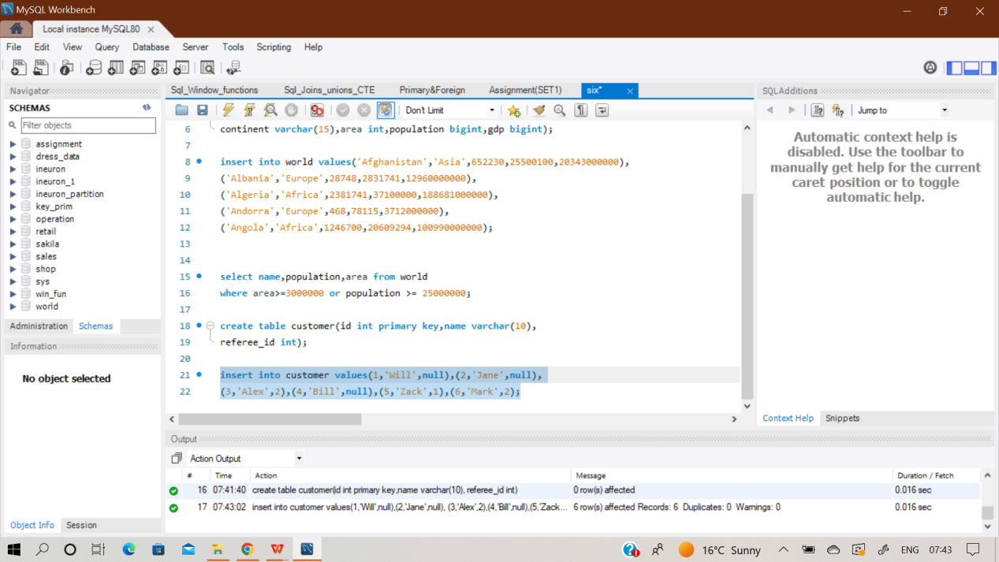 MySQL Workbench
Local instance MySQL80
File Edit View Query Database Server Tools Scripting Help
Navigator
SCHEMAS
Filter objects
assignment
dress_data
ineuron
ineuron_1
ineuron_partition
key_prim
operation
retail
sakila
sales
shop
sys
win_fun
world
Administration Schemas
Information
No object selected
Object Info Session
Sql_Window_functions Sql_Joins_unions_CTE Primary&Foreign Assignment(SET1) six*
Don't Limit
6 continent varchar(15),area int,population bigint,gdp bigint);
7
8 insert into world values('Afghanistan','Asia',652230,25500100,20343000000),
9 ('Albania','Europe',28748,2831741,12960000000),
10 ('Algeria','Africa',2381741,37100000,188681000000),
11 ('Andorra','Europe',468,78115,3712000000),
12 ('Angola','Africa',1246700,20609294,100990000000);
13
14
15 select name,population,area from world
16 where area>=3000000 or population >= 25000000;
17
18 create table customer(id int primary key,name varchar(10),
19 referee_id int);
20
21 insert into customer values(1,'Will',null),(2,'Jane',null),
22 (3,'Alex',2),(4,'Bill',null),(5,'Zack',1),(6,'Mark',2);
SQLAdditions
Jump to
Automatic context help is
disabled. Use the toolbar to
manually get help for the current
caret position or to toggle
automatic help.
Context Help Snippets
Output
Action Output
# Time Action Message Duration / Fetch
16 07:41:40 create table customer(id int primary key,name varchar(10), referee_id int) 0 row(s) affected 0.016 sec
17 07:43:02 insert into customer values(1,'Will',null),(2,'Jane',null), (3,'Alex',2),(4,'Bill',null),(5,'Zack... 6 row(s) affected Records: 6 Duplicates: 0 Warnings: 0 0.016 sec
16°C Sunny ENG 07:43